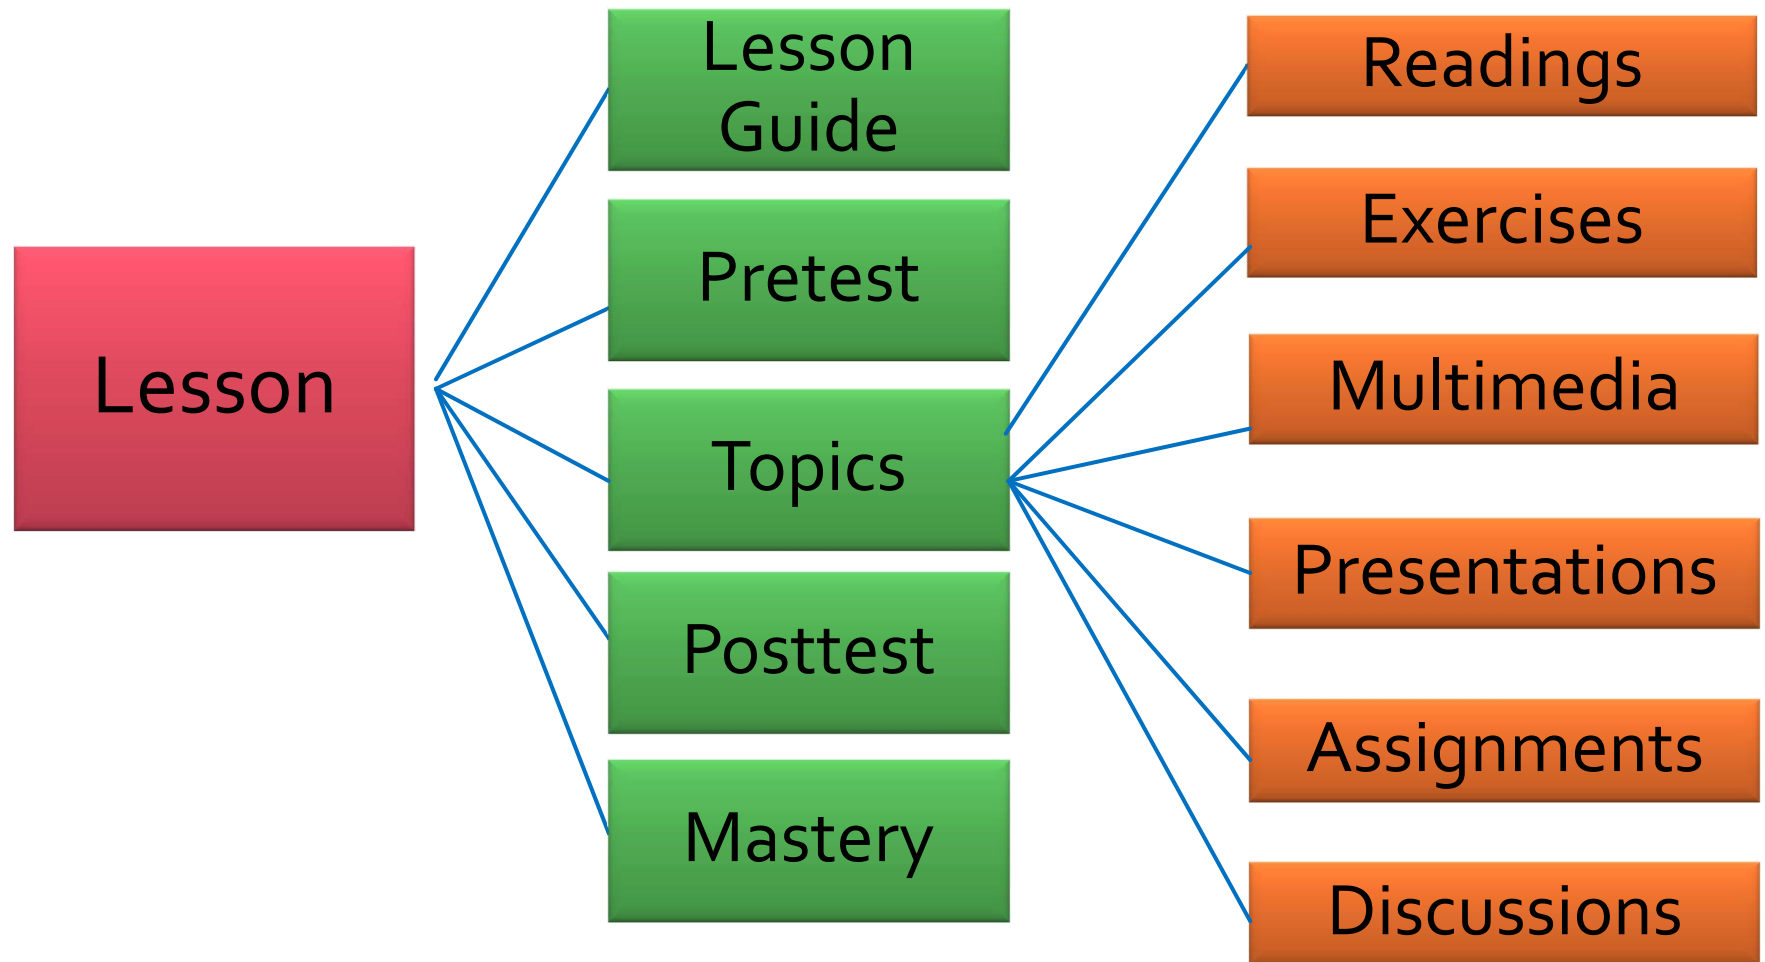 Lesson
Lesson
Guide
Pretest
Topics
Posttest
Mastery
Readings
Exercises
Multimedia
Presentations
Assignments
Discussions